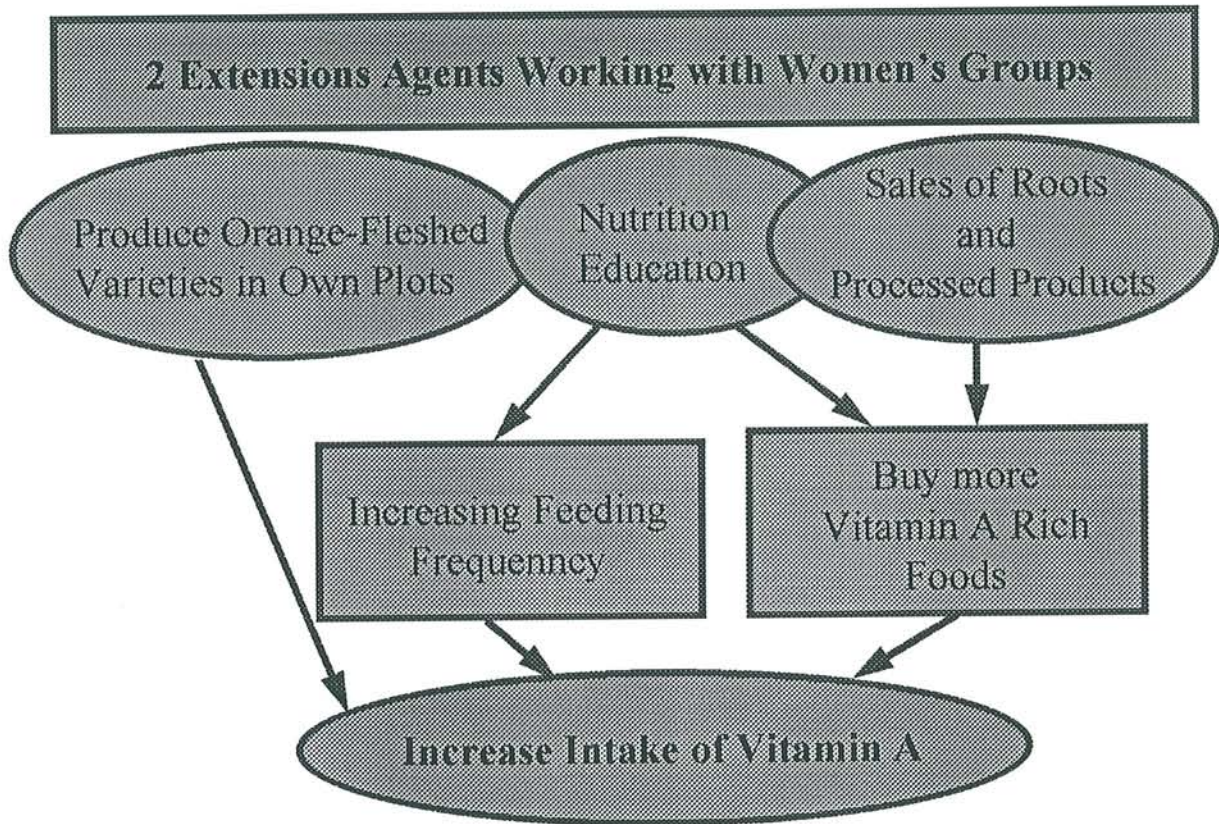 2 Extensions Agents Working with Women's Groups
Produce Orange-Fleshed
Varieties in Own Plots
Nutrition
Education
Sales of Roots
and
Processed Products
Increasing Feeding
Frequenncy
Buy more
Vitamin A Rich
Foods
Increase Intake of Vitamin A